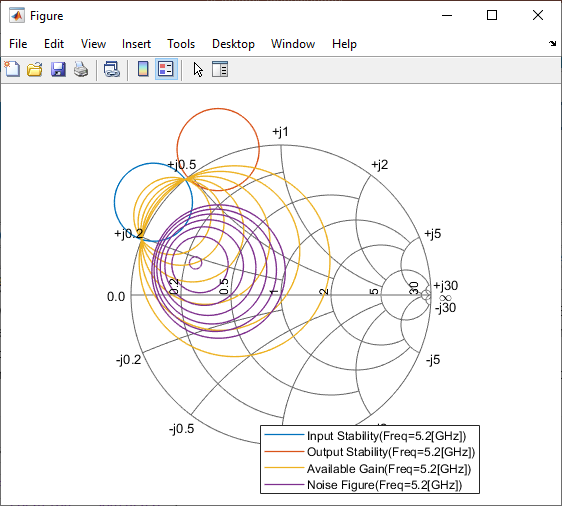 Figure
File Edit View Insert Tools Desktop Window Help
+j1
+j0.5
+j2
+j0.2
+j5
0.0
0.2
0.5
1
2
5
30
+j30
∞
-j30
-j0.2
-j5
-j0.5
Input Stability(Freq=5.2[GHz])
Output Stability(Freq=5.2[GHz])
Available Gain(Freq=5.2[GHz])
Noise Figure(Freq=5.2[GHz])